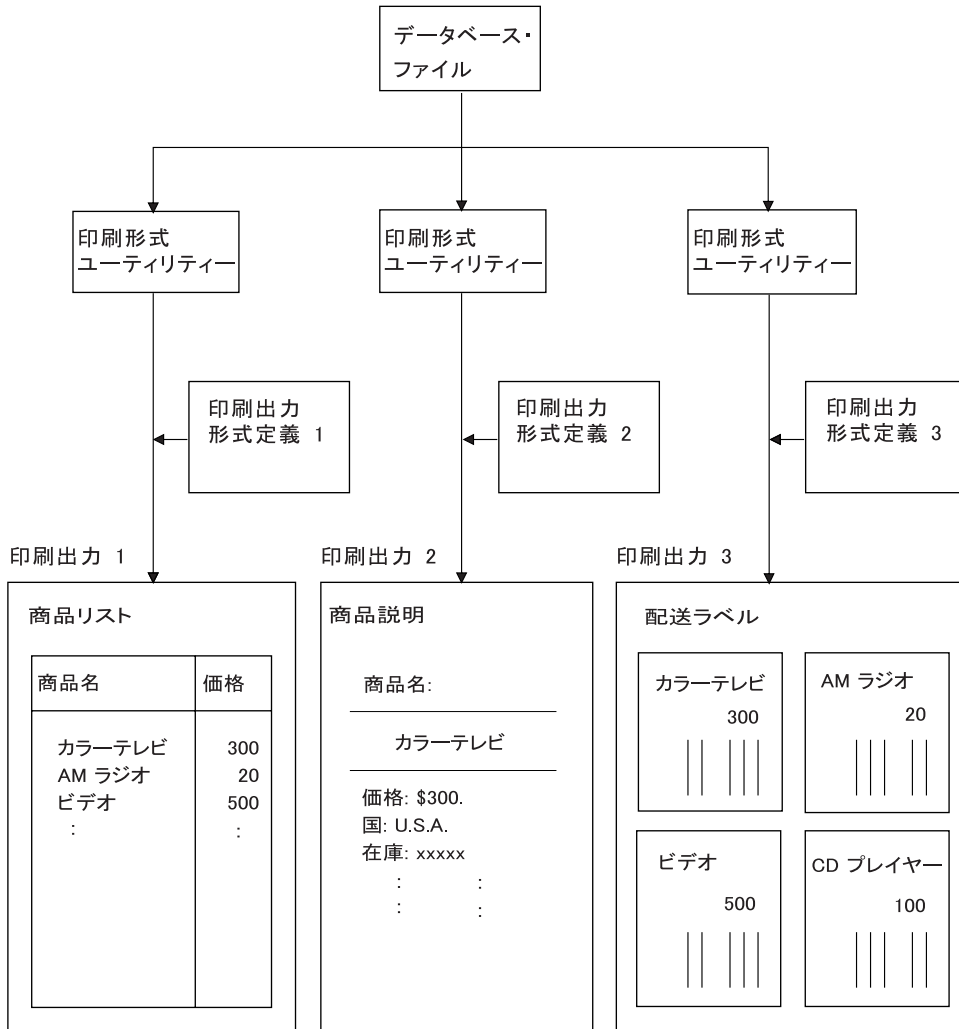 データベース・
ファイル
印刷形式
ユーティリティー
印刷形式
ユーティリティー
印刷形式
ユーティリティー
印刷出力
形式定義 1
印刷出力
形式定義 2
印刷出力
形式定義 3
印刷出力 1
商品リスト
商品名 価格
カラーテレビ 300
AM ラジオ 20
ビデオ 500
: :
印刷出力 2
商品説明
商品名:
カラーテレビ
価格: $300.
国: U.S.A.
在庫: xxxxx
: :
: :
印刷出力 3
配送ラベル
カラーテレビ
300
AM ラジオ
20
ビデオ
500
CD プレイヤー
100